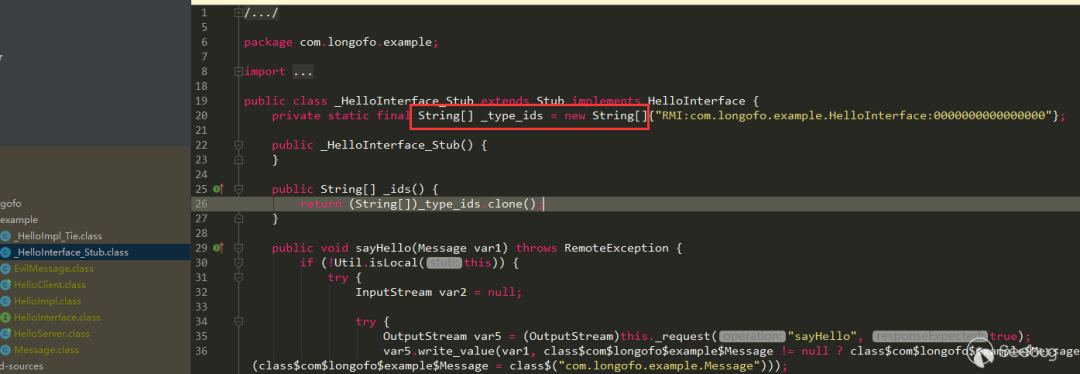 r
gofo
example
_HelloImpl_Tie.class
_HelloInterface_Stub.class
EvilMessage.class
HelloClient.class
HelloImpl.class
HelloInterface.class
HelloServer.class
Message.class
d-sources
1 /.../
5
6 package com.longofo.example;
7
8 import ...
18
19 public class _HelloInterface_Stub extends Stub implements HelloInterface {
20 private static final String[] _type_ids = new String[]{"RMI:com.longofo.example.HelloInterface:0000000000000000"};
21
22 public _HelloInterface_Stub() {
23 }
24
25 public String[] _ids() {
26 return (String[])_type_ids.clone();
27 }
28
29 public void sayHello(Message var1) throws RemoteException {
30 if (!Util.isLocal( stub: this)) {
31 try {
32 InputStream var2 = null;
33
34 try {
35 OutputStream var5 = (OutputStream)this._request( operation: "sayHello", responseExpected: true);
36 var5.write_value(var1, class$com$longofo$example$Message != null ? class$com$longofo$example$Message
(class$com$longofo$example$Message = class$("com.longofo.example.Message")));
Seebug